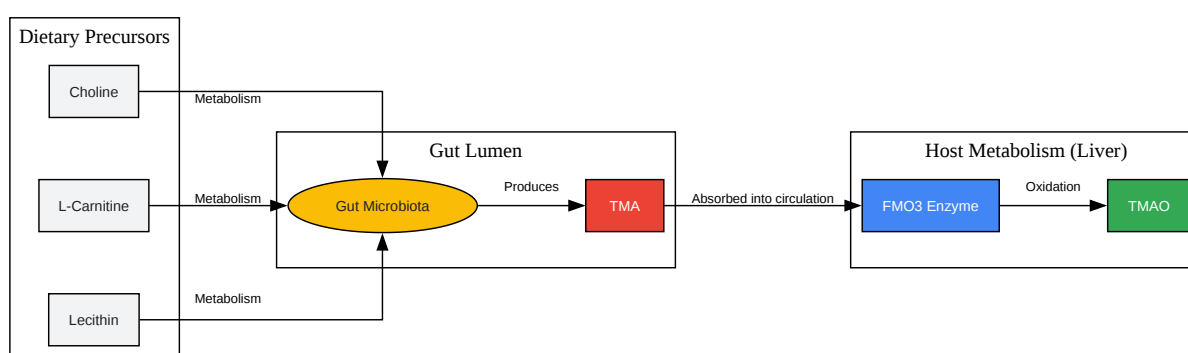 Dietary Precursors
Choline
Metabolism
Gut Lumen
Host Metabolism (Liver)
L-Carnitine
Metabolism
Gut Microbiota
Produces
TMA
Absorbed into circulation
FMO3 Enzyme
Oxidation
TMAO
Metabolism
Lecithin